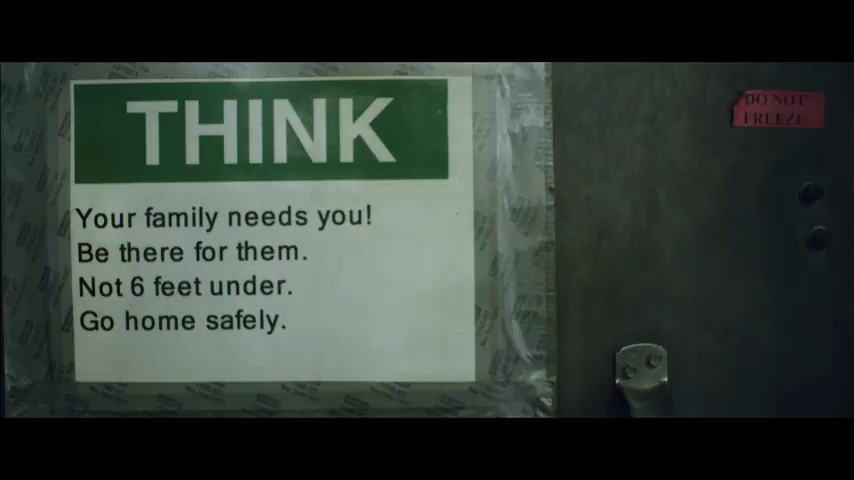 THINK
Your family needs you!
Be there for them.
Not 6 feet under.
Go home safely.
DO NOT
FREEZE